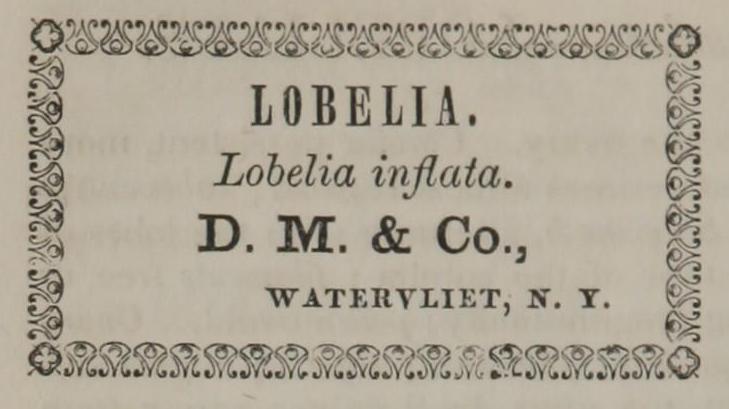 LOBELIA.
Lobelia inflata.
D. M. & Co.,
WATERVLIET, N. Y.